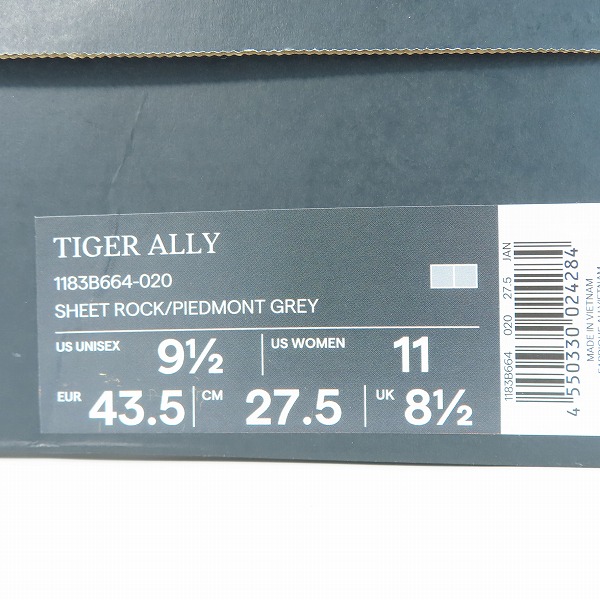 TIGER ALLY
1183B664-020
SHEET ROCK/PIEDMONT GREY
US UNISEX 9½ US WOMEN 11
EUR 43.5 CM 27.5 UK 8½
1183B664 020 27.5 JAN
4 550330 024284
MADE IN VIETNAM